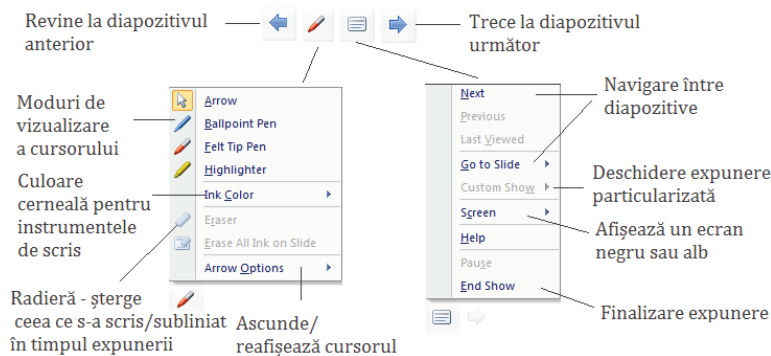 Revine la diapozitivul
anterior
Trece la diapozitivul
următor
Moduri de
vizualizare
a cursorului
Culoare
cerneală pentru
instrumentele
de scris
Radieră - șterge
ceea ce s-a scris/subliniat
în timpul expunerii
Arrow
Ballpoint Pen
Felt Tip Pen
Highlighter
Ink Color
Eraser
Erase All Ink on Slide
Arrow Options
Ascunde/
reafișează cursorul
Next
Previous
Last Viewed
Go to Slide
Custom Show
Screen
Help
Pause
End Show
Navigare între
diapozitive
Deschidere expunere
particularizată
Afișează un ecran
negru sau alb
Finalizare expunere